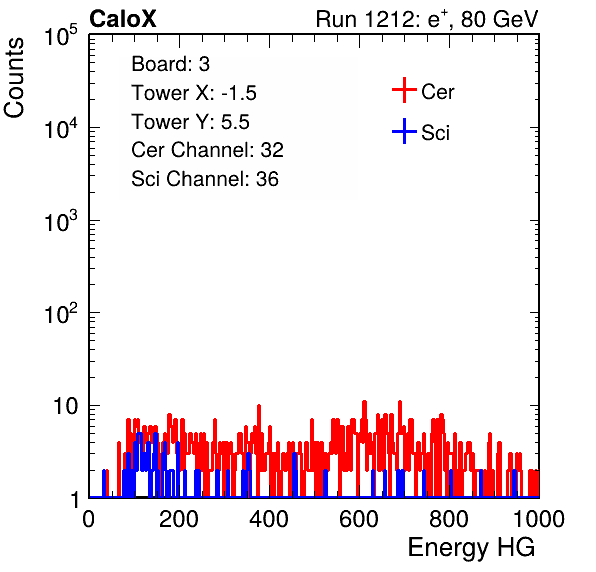 CaloX Run 1212: e⁺, 80 GeV
Counts
10⁵
10⁴
10³
10²
10
1
Board: 3
Tower X: -1.5
Tower Y: 5.5
Cer Channel: 32
Sci Channel: 36
Cer
Sci
0 200 400 600 800 1000
Energy HG